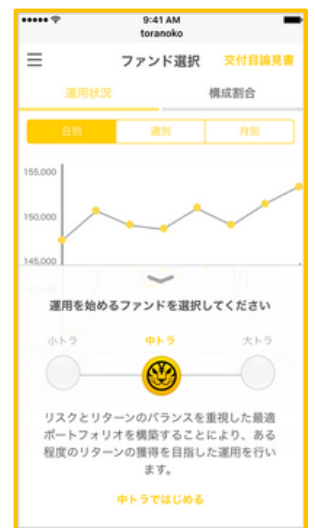 9:41 AM
toranoko
ファンド選択
交付目論見書
運用状況
構成割合
日別
週別
月別
155.000
150.000
145.000
運用を始めるファンドを選択してください
小トラ
中トラ
大トラ
リスクとリターンのバランスを重視した最適
ポートフォリオを構築することにより、ある
程度のリターンの獲得を目指した運用を行い
ます。
中トラではじめる